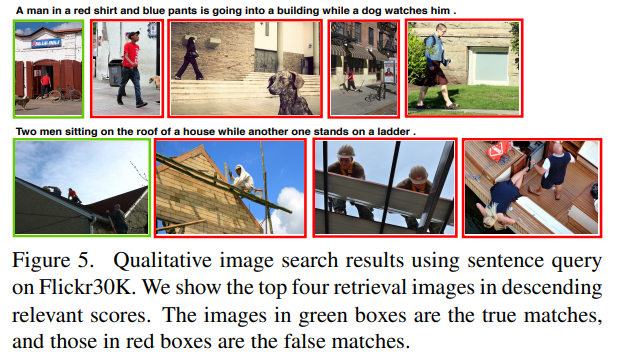 A man in a red shirt and blue pants is going into a building while a dog watches him .
Two men sitting on the roof of a house while another one stands on a ladder .
Figure 5. Qualitative image search results using sentence query
on Flickr30K. We show the top four retrieval images in descending
relevant scores. The images in green boxes are the true matches,
and those in red boxes are the false matches.